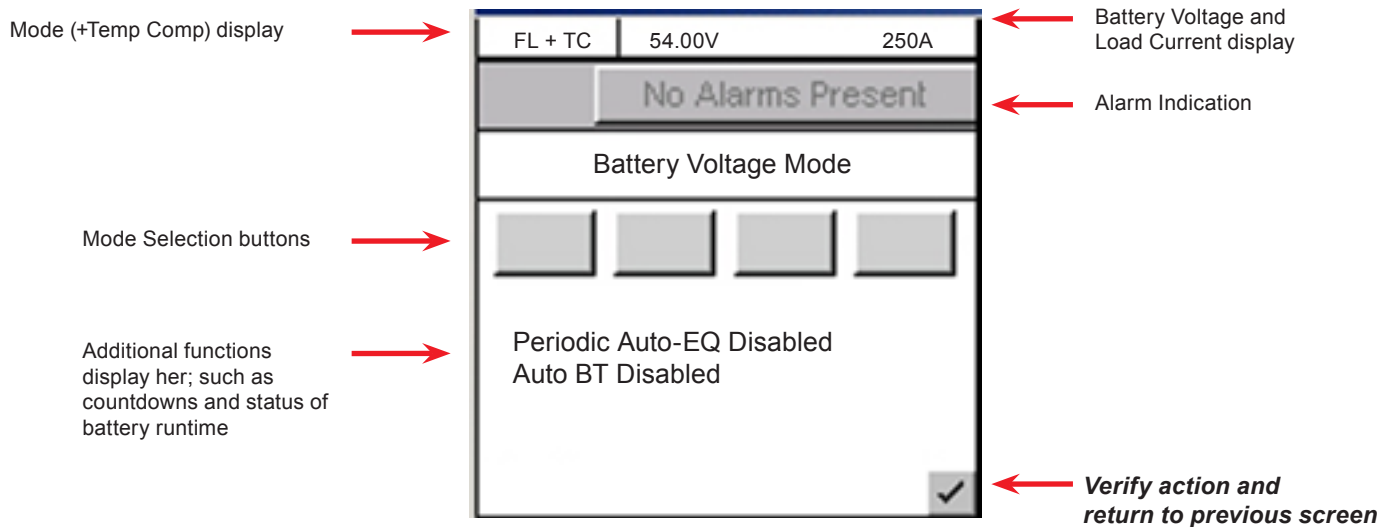 Mode (+Temp Comp) display
FL + TC 54.00V 250A
Battery Voltage and
Load Current display
No Alarms Present
Alarm Indication
Battery Voltage Mode
Mode Selection buttons
Additional functions
display her; such as
countdowns and status of
battery runtime
Periodic Auto-EQ Disabled
Auto BT Disabled
Verify action and
return to previous screen